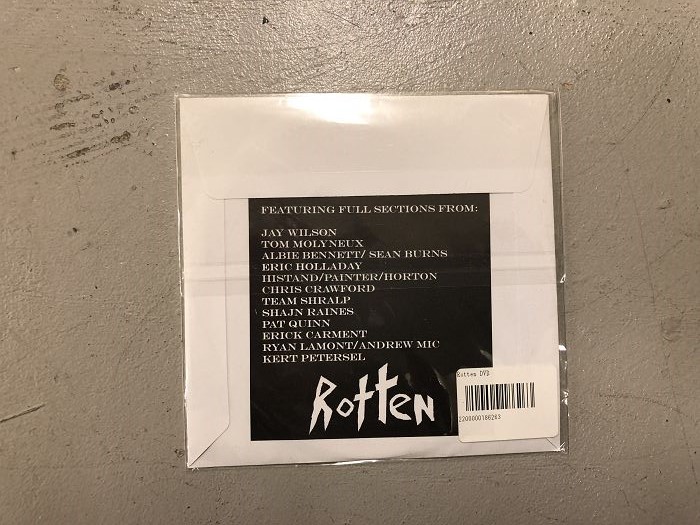 FEATURING FULL SECTIONS FROM:
JAY WILSON
TOM MOLYNEUX
ALBIE BENNETT/ SEAN BURNS
ERIC HOLLADAY
HISTAND/PAINTER/HORTON
CHRIS CRAWFORD
TEAM SHRALP
SHAJN RAINES
PAT QUINN
ERICK CARMENT
RYAN LAMONT/ANDREW MIC
KERT PETERSEL
Rotten
Rotten DVD
2200000186263